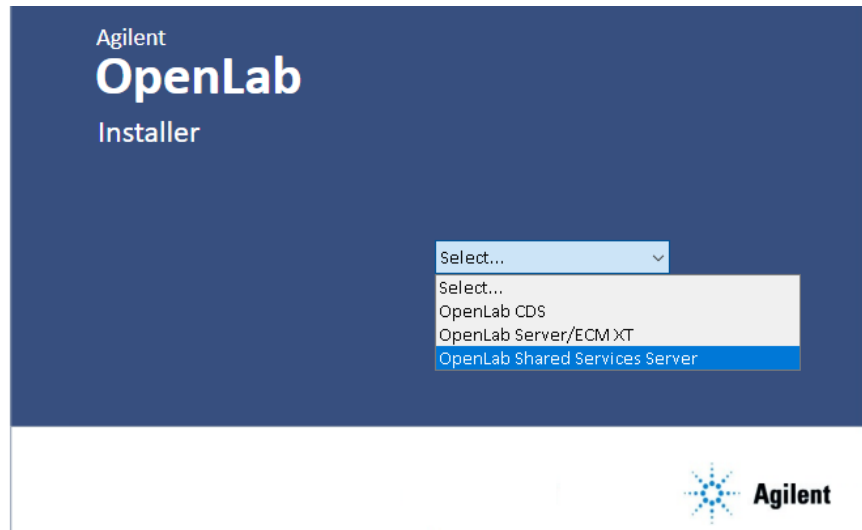 Agilent
OpenLab
Installer
Select...
Select...
OpenLab CDS
OpenLab Server/ECM XT
OpenLab Shared Services Server
Agilent